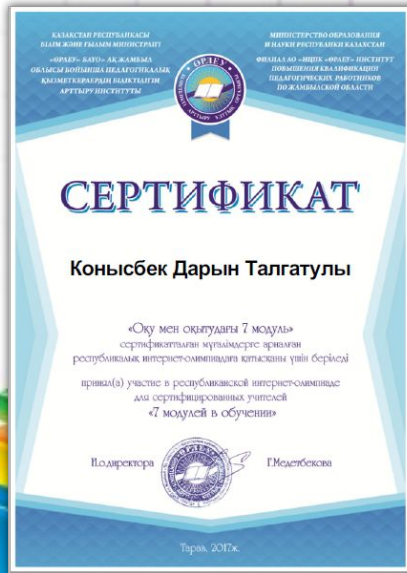 ҚАЗАҚСТАН РЕСПУБЛИКАСЫ
БІЛІМ ЖӘНЕ ҒЫЛЫМ МИНИСТРЛІГІ
«ӨРЛЕУ» БАҰО» АҚ ЖАМБЫЛ
ОБЛЫСЫ БОЙЫНША ПЕДАГОГИКАЛЫҚ
ҚЫЗМЕТКЕРЛЕРДІҢ БІЛІКТІЛІГІН
АРТТЫРУ ИНСТИТУТЫ
МИНИСТЕРСТВО ОБРАЗОВАНИЯ
И НАУКИ РЕСПУБЛИКИ КАЗАХСТАН
ФИЛИАЛ АО «НЦПК «ӨРЛЕУ» ИНСТИТУТ
ПОВЫШЕНИЯ КВАЛИФИКАЦИИ
ПЕДАГОГИЧЕСКИХ РАБОТНИКОВ
ПО ЖАМБЫЛСКОЙ ОБЛАСТИ
ӨРЛЕУ
СЕРТИФИКАТ
Конысбек Дарын Талгатулы
«Оқу мен оқытудағы 7 модуль»
сертификатталған мұғалімдерге арналған
республикалық интернет-олимпиадаға қатысқаны үшін беріледі
принял(а) участие в республиканской интернет-олимпиаде
для сертифицированных учителей
«7 модулей в обучении»
И.о.директора
Г.Медетбекова
Тараз, 2017ж.